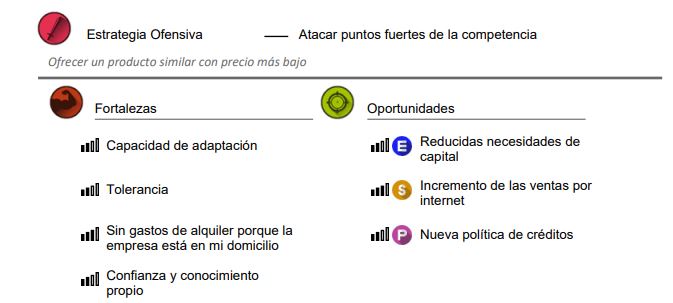 Estrategia Ofensiva — Atacar puntos fuertes de la competencia
Ofrecer un producto similar con precio más bajo
Fortalezas
Oportunidades
Capacidad de adaptación
E Reducidas necesidades de
capital
Tolerancia
$ Incremento de las ventas por
internet
Sin gastos de alquiler porque la
empresa está en mi domicilio
P Nueva política de créditos
Confianza y conocimiento
propio